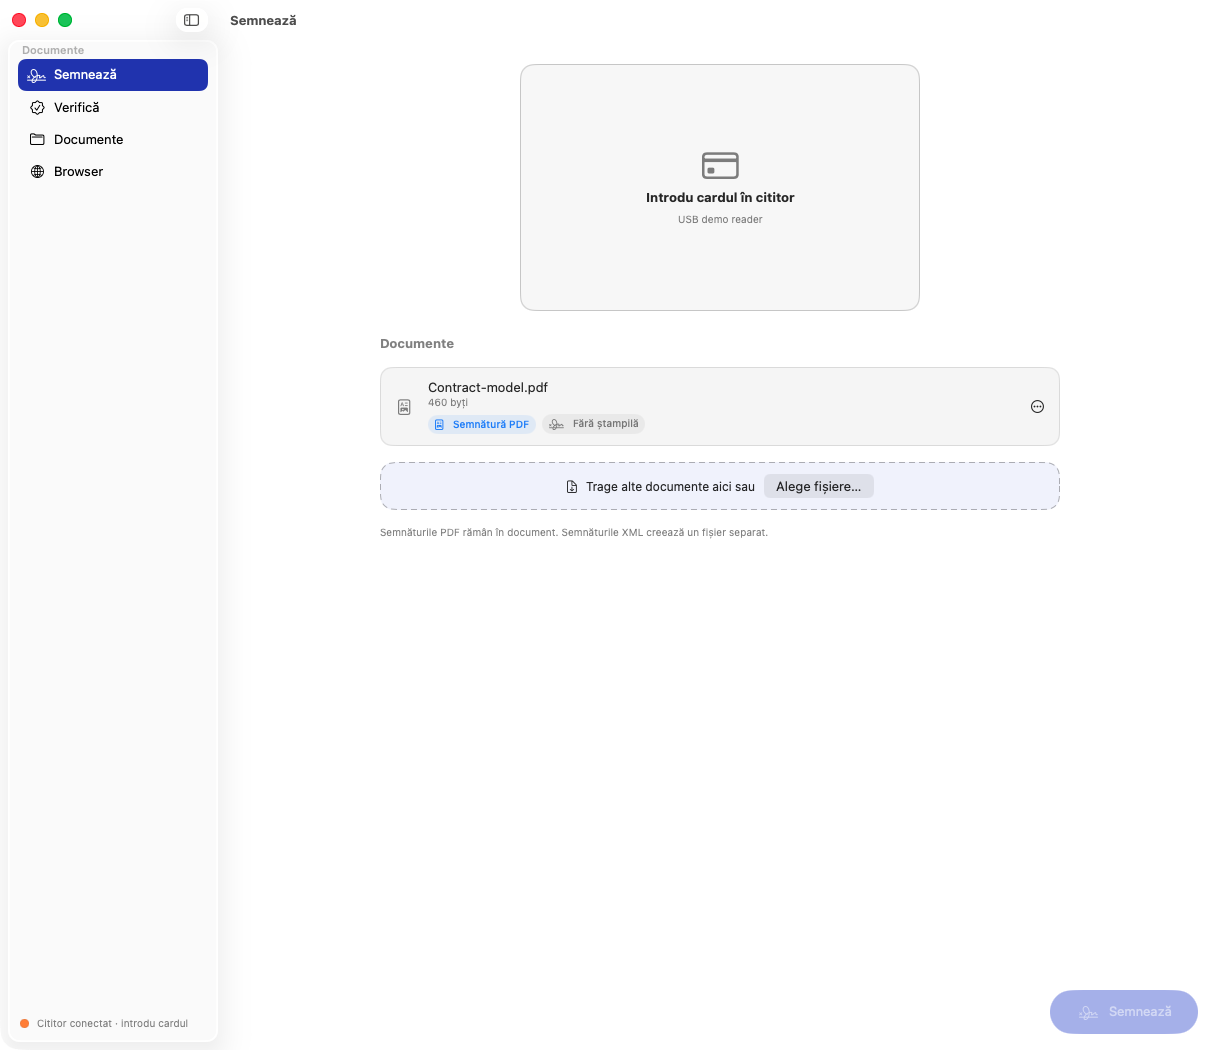 Semnează
Documente
Semnează
Verifică
Documente
Browser
Introdu cardul în cititor
USB demo reader
Documente
Contract-model.pdf
460 byți
Semnătură PDF
Fără ștampilă
Trage alte documente aici sau
Alege fișiere...
Semnăturile PDF rămân în document. Semnăturile XML creează un fișier separat.
Cititor conectat · introdu cardul
Semnează